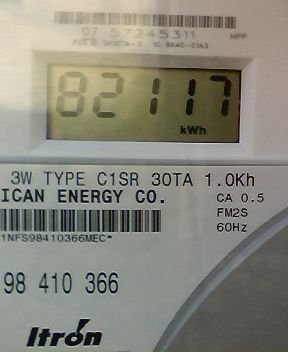 07 57245311 HPP
82117
kWh
3W TYPE C1SR 30TA 1.0Kh
ICAN ENERGY CO. CA 0.5
FM2S
1NFS98410366MEC* 60Hz
98 410 366
Itron